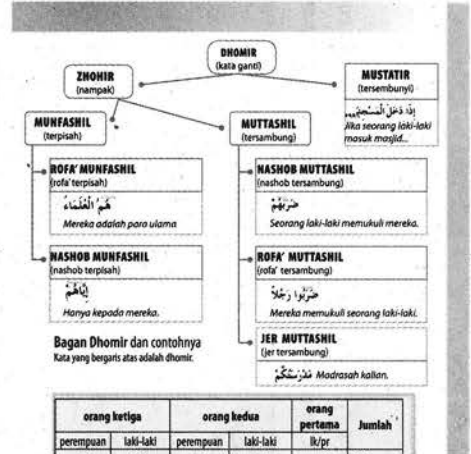 DHOMIR
(kata ganti)
ZHOHIR
(nampak)
MUSTATIR
(tersembunyi)
إِذَا دَخَلَ الْمَسْجِدَ...
Jika seorang laki-laki
masuk masjid...
MUNFASHIL
(terpisah)
MUTTASHIL
(tersambung)
ROFA' MUNFASHIL
(rofa' terpisah)
هُمُ الْعُلَمَاءُ
Mereka adalah para ulama
NASHOB MUTTASHIL
(nashob tersambung)
ضَرَبَهُمْ
Seorang laki-laki memukuli mereka.
NASHOB MUNFASHIL
(nashob terpisah)
إِيَّاهُمْ
Hanya kepada mereka.
ROFA' MUTTASHIL
(rofa' tersambung)
ضَرَبُوا رَجُلاً
Mereka memukuli seorang laki-laki.
Bagan Dhomir dan contohnya
Kata yang bergaris atas adalah dhomir.
JER MUTTASHIL
(jer tersambung)
مَدْرَسَتُكُمْ Madrasah kalian.
orang ketiga orang kedua orang pertama Jumlah
perempuan laki-laki perempuan laki-laki lk/pr